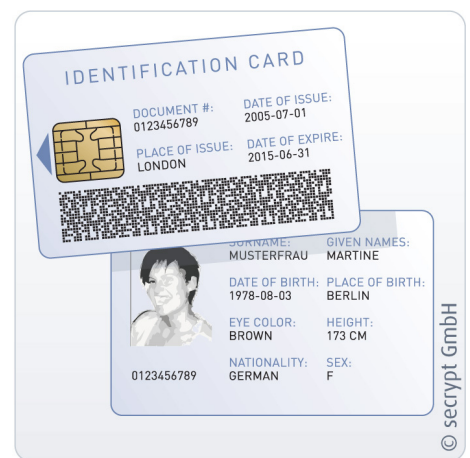 IDENTIFICATION CARD
DOCUMENT #:
0123456789
DATE OF ISSUE:
2005-07-01
PLACE OF ISSUE:
LONDON
DATE OF EXPIRE:
2015-06-31
SURNAME:
MUSTERFRAU
GIVEN NAMES:
MARTINE
DATE OF BIRTH:
1978-08-03
PLACE OF BIRTH:
BERLIN
EYE COLOR:
BROWN
HEIGHT:
173 CM
0123456789
NATIONALITY:
GERMAN
SEX:
F
© secrypt GmbH